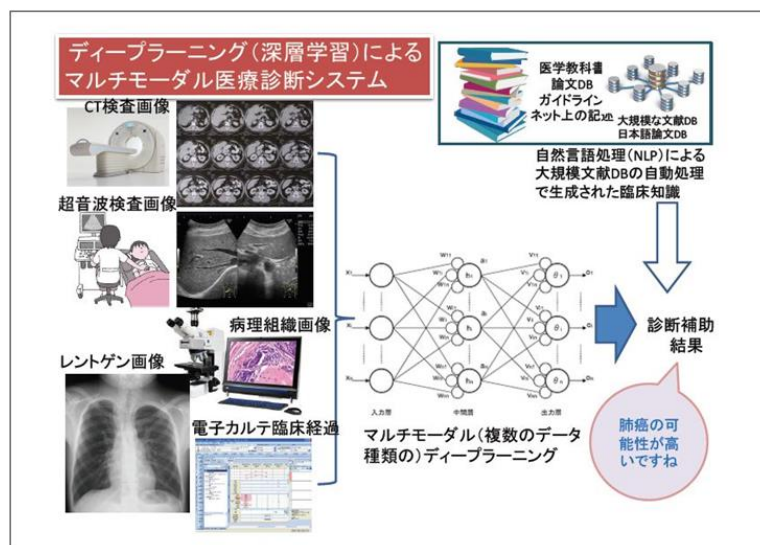 ディープラーニング(深層学習)による
マルチモーダル医療診断システム
CT検査画像
超音波検査画像
病理組織画像
レントゲン画像
電子カルテ臨床経過
医学教科書
論文DB
ガイドライン
ネット上の記述
大規模な文献DB
日本語論文DB
自然言語処理(NLP)による
大規模文献DBの自動処理
で生成された臨床知識
入力層
中間層
出力層
マルチモーダル(複数のデータ
種類の)ディープラーニング
診断補助
結果
肺癌の可
能性が高
いですね